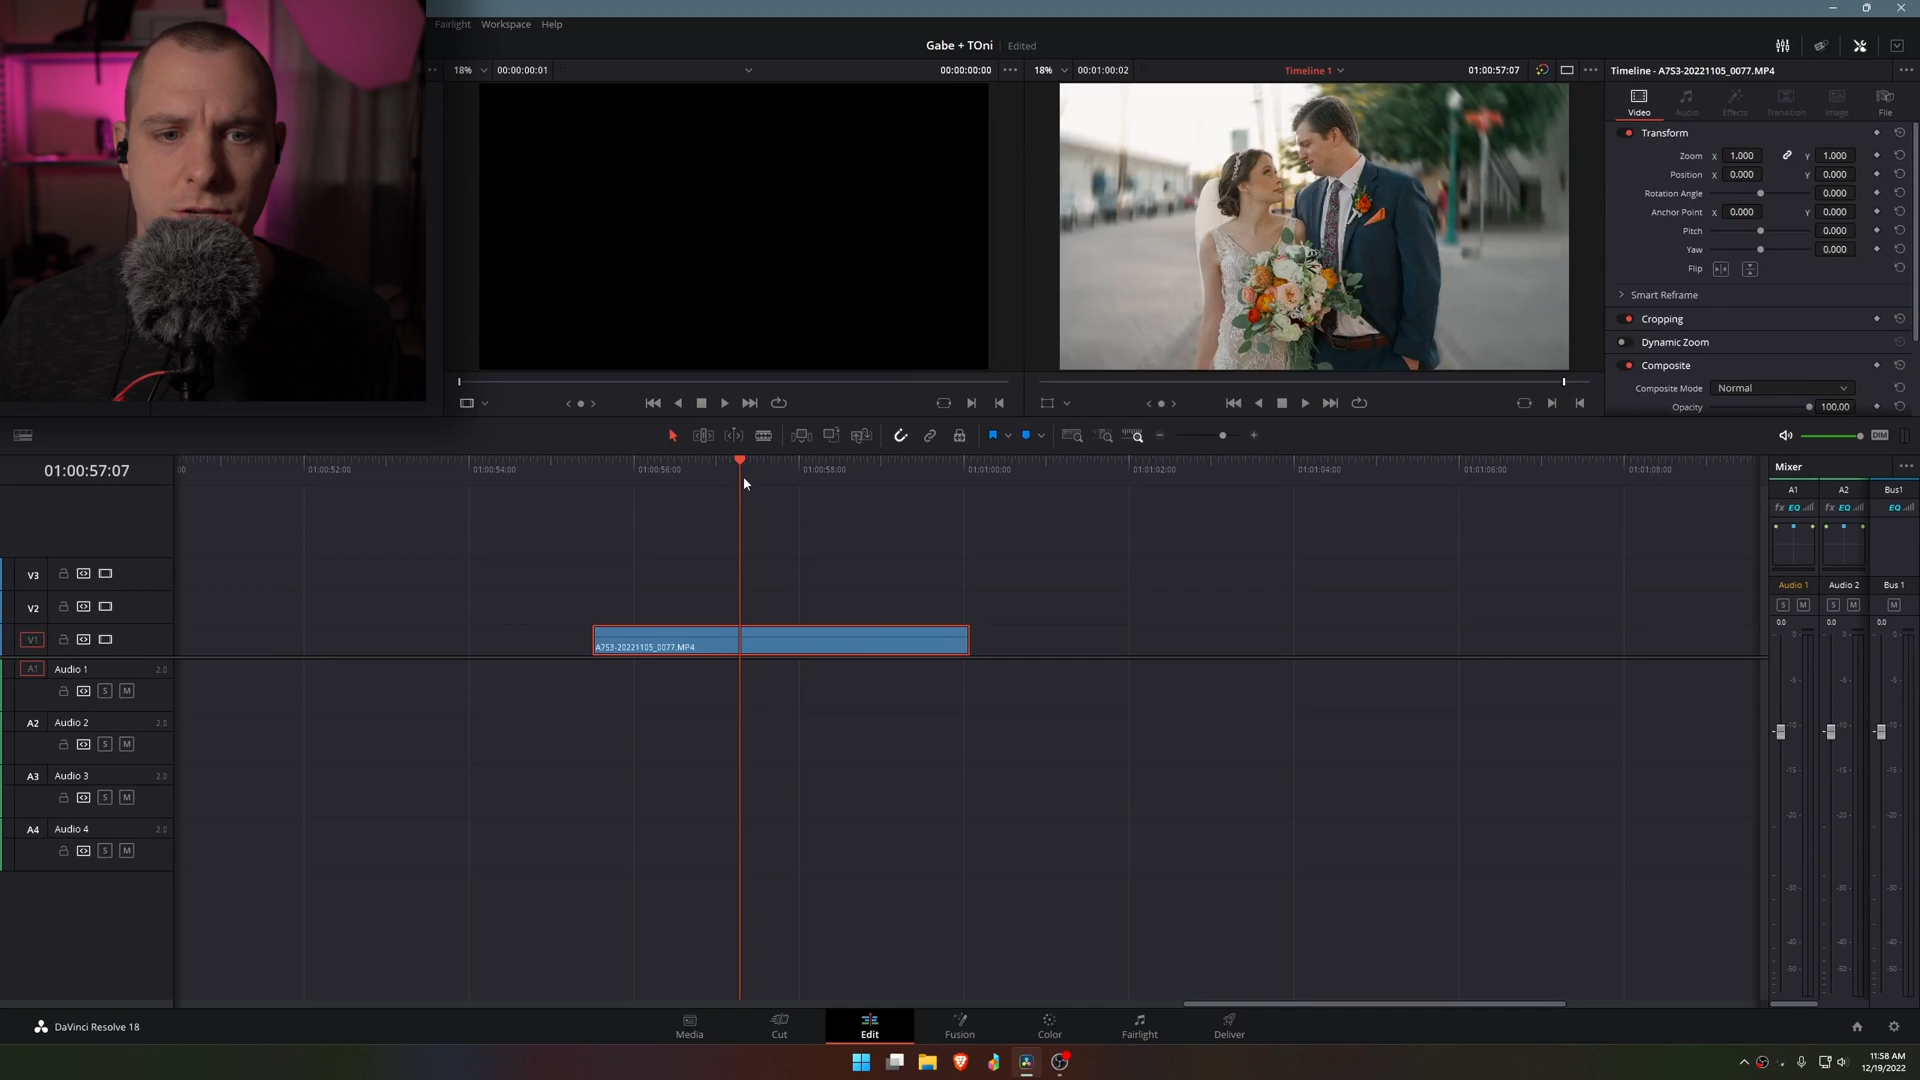 Fairlight Workspace Help
Gabe + TOni Edited
18% 00:00:00:01 00:00:00:00
18% 00:01:00:02 Timeline 1 01:00:57:07
Timeline - A7S3-20221105_0077.MP4
Video Audio Effects Transition Image File
Transform
Zoom X 1.000 Y 1.000
Position X 0.000 Y 0.000
Rotation Angle 0.000
Anchor Point X 0.000 Y 0.000
Pitch 0.000
Yaw 0.000
Flip
Smart Reframe
Cropping
Dynamic Zoom
Composite
Composite Mode Normal
Opacity 100.00
DIM
01:00:57:07
00 01:00:52:00 01:00:54:00 01:00:56:00 01:00:58:00 01:01:00:00 01:01:02:00 01:01:04:00 01:01:06:00 01:01:08:00
V3
V2
V1
A7S3-20221105_0077.MP4
A1 Audio 1 2.0
S M
A2 Audio 2 2.0
S M
A3 Audio 3 2.0
S M
A4 Audio 4 2.0
S M
Mixer
A1 A2 Bus1
fx EQ fx EQ EQ
Audio 1 Audio 2 Bus 1
S M S M M
0.0 0.0 0.0
DaVinci Resolve 18
Media Cut Edit Fusion Color Fairlight Deliver
11:58 AM
12/19/2022